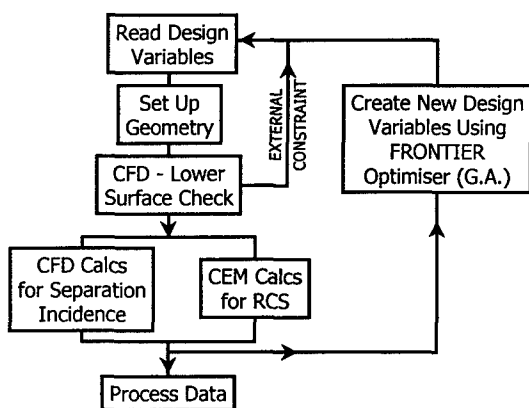 Read Design
Variables
Set Up
Geometry
EXTERNAL
CONSTRAINT
Create New Design
Variables Using
FRONTIER
Optimiser (G.A.)
CFD - Lower
Surface Check
CFD Calcs
for Separation
Incidence
CEM Calcs
for RCS
Process Data